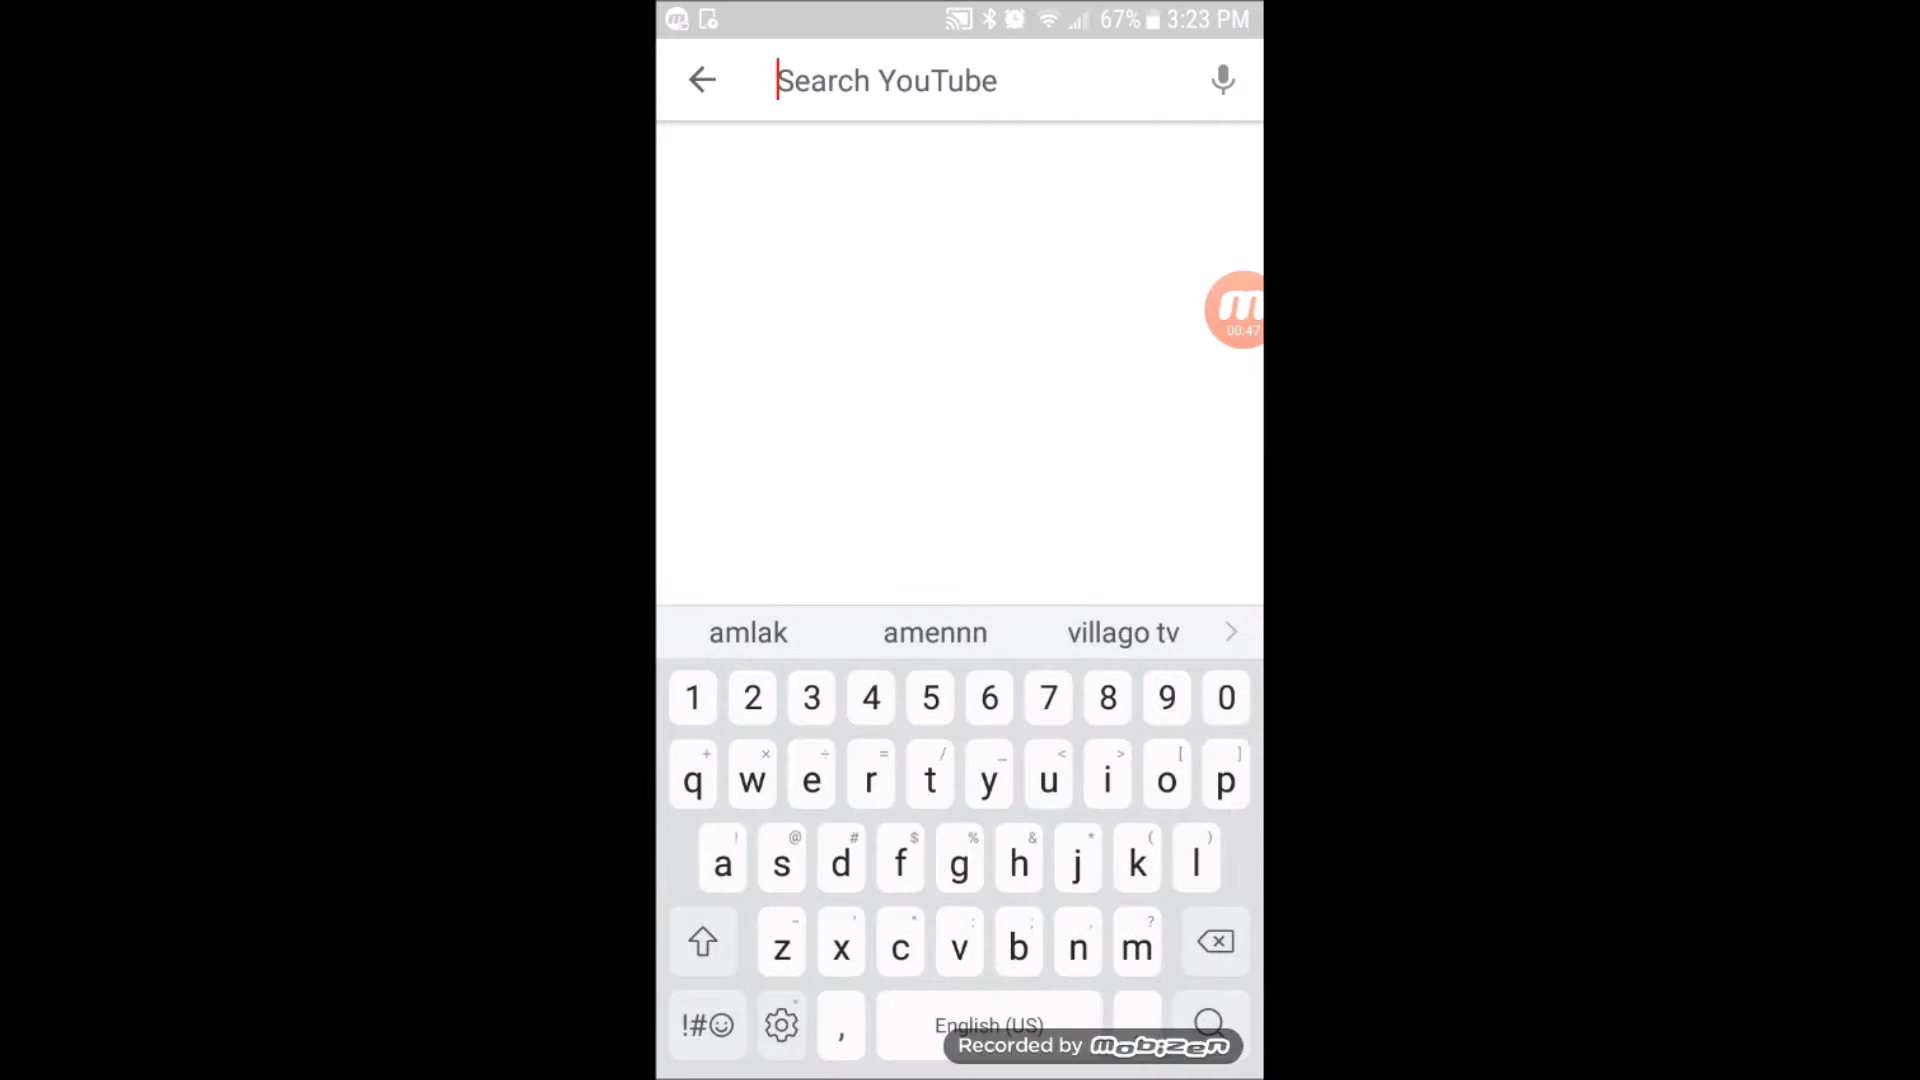 67% 3:23 PM
Search YouTube
00:47
amlak amennn villago tv
1 2 3 4 5 6 7 8 9 0
+ × ÷ = / _ < > [ ]
q w e r t y u i o p
! @ # $ % & * ( )
a s d f g h j k l
- ' " : ; , ?
z x c v b n m
!#☺ , English (US)
Recorded by mobizen